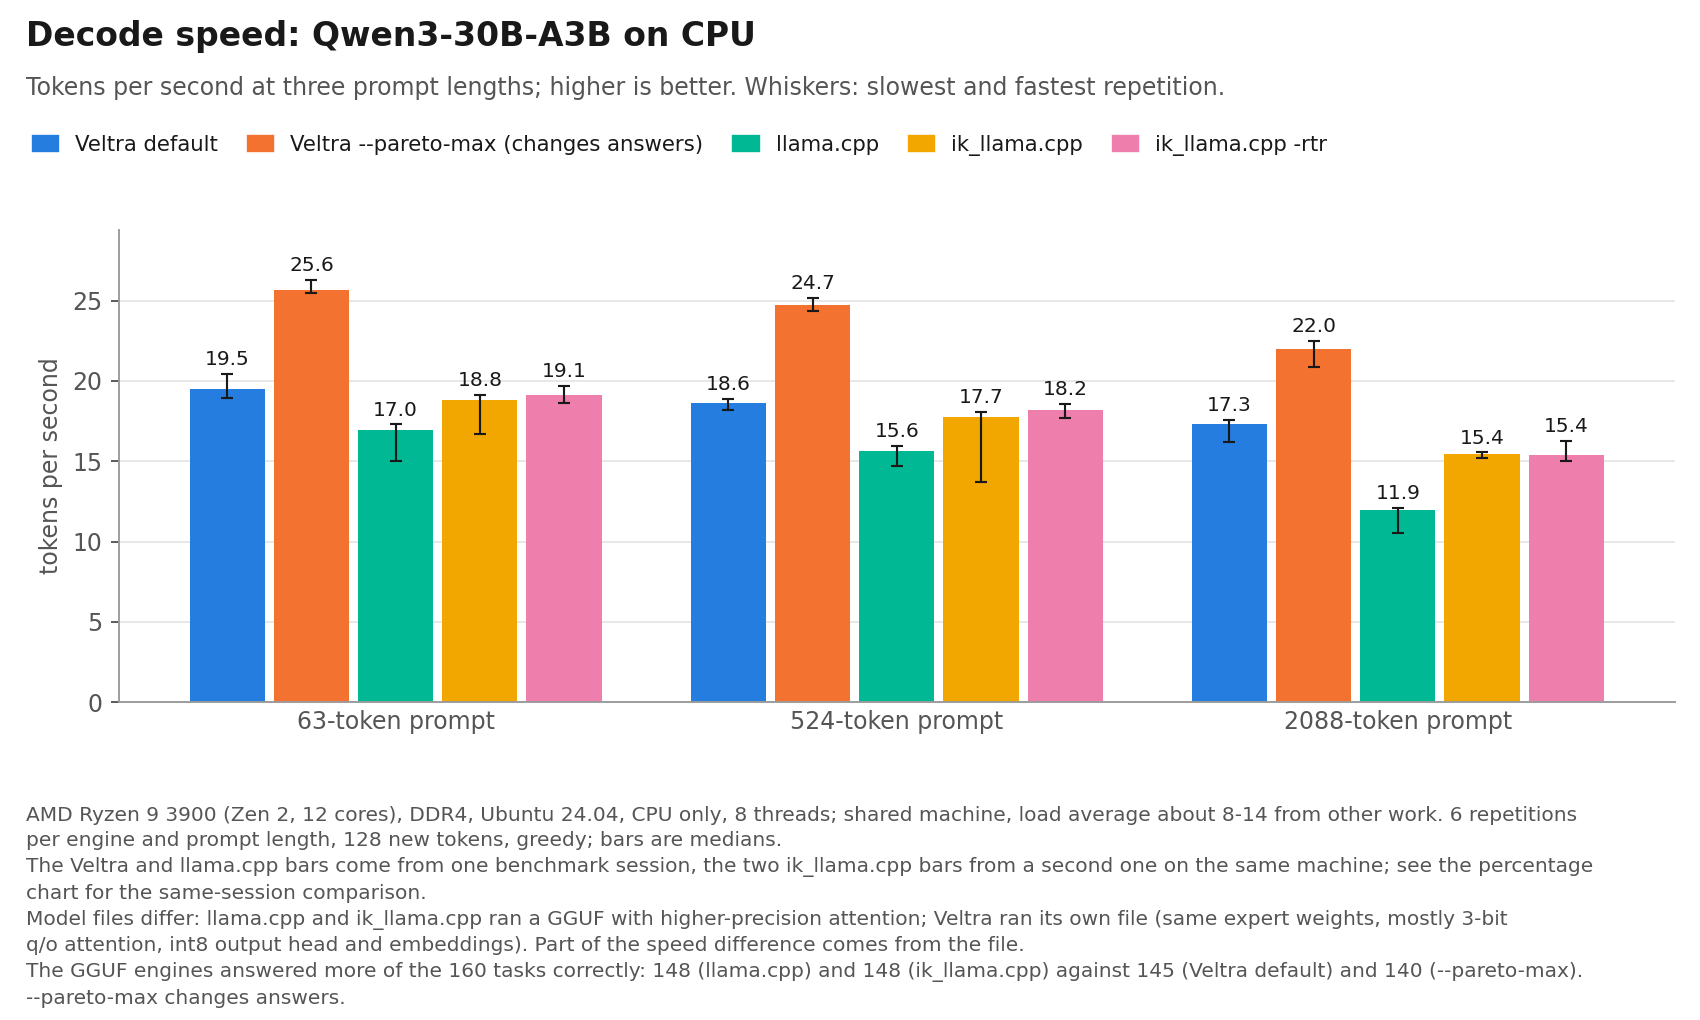 Decode speed: Qwen3-30B-A3B on CPU
Tokens per second at three prompt lengths; higher is better. Whiskers: slowest and fastest repetition.
Veltra default
Veltra --pareto-max (changes answers)
llama.cpp
ik_llama.cpp
ik_llama.cpp -rtr
tokens per second
25
20
15
10
5
0
19.5
25.6
17.0
18.8
19.1
18.6
24.7
15.6
17.7
18.2
17.3
22.0
11.9
15.4
15.4
63-token prompt
524-token prompt
2088-token prompt
AMD Ryzen 9 3900 (Zen 2, 12 cores), DDR4, Ubuntu 24.04, CPU only, 8 threads; shared machine, load average about 8-14 from other work. 6 repetitions
per engine and prompt length, 128 new tokens, greedy; bars are medians.
The Veltra and llama.cpp bars come from one benchmark session, the two ik_llama.cpp bars from a second one on the same machine; see the percentage
chart for the same-session comparison.
Model files differ: llama.cpp and ik_llama.cpp ran a GGUF with higher-precision attention; Veltra ran its own file (same expert weights, mostly 3-bit
q/o attention, int8 output head and embeddings). Part of the speed difference comes from the file.
The GGUF engines answered more of the 160 tasks correctly: 148 (llama.cpp) and 148 (ik_llama.cpp) against 145 (Veltra default) and 140 (--pareto-max).
--pareto-max changes answers.